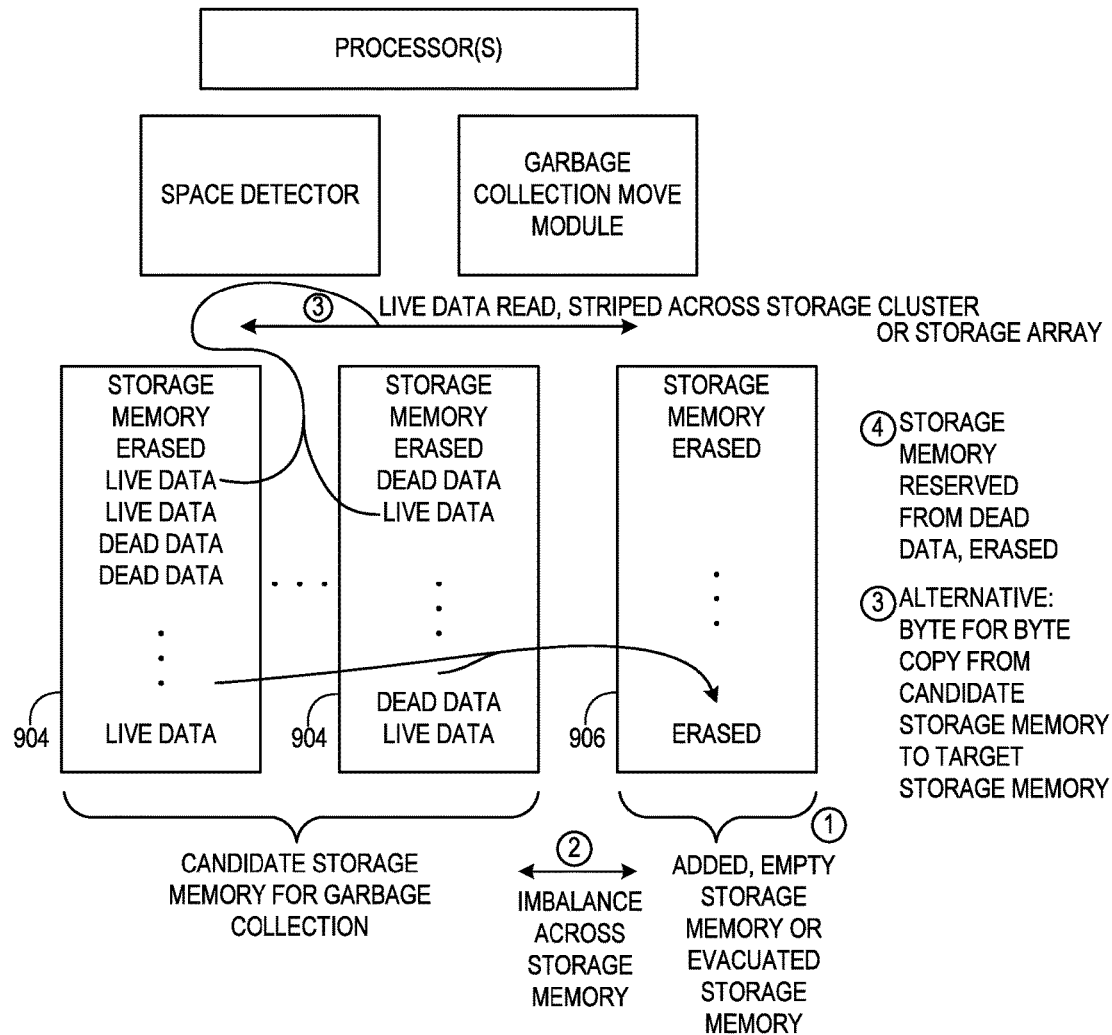 PROCESSOR(S)
SPACE DETECTOR
GARBAGE
COLLECTION MOVE
MODULE
③ LIVE DATA READ, STRIPED ACROSS STORAGE CLUSTER
OR STORAGE ARRAY
STORAGE
MEMORY
ERASED
LIVE DATA
LIVE DATA
DEAD DATA
DEAD DATA
LIVE DATA
904
STORAGE
MEMORY
ERASED
DEAD DATA
LIVE DATA
DEAD DATA
LIVE DATA
904
STORAGE
MEMORY
ERASED
ERASED
906
④ STORAGE
MEMORY
RESERVED
FROM DEAD
DATA, ERASED
③ ALTERNATIVE:
BYTE FOR BYTE
COPY FROM
CANDIDATE
STORAGE MEMORY
TO TARGET
STORAGE MEMORY
CANDIDATE STORAGE
MEMORY FOR GARBAGE
COLLECTION
②
IMBALANCE
ACROSS
STORAGE
MEMORY
①
ADDED, EMPTY
STORAGE
MEMORY OR
EVACUATED
STORAGE
MEMORY